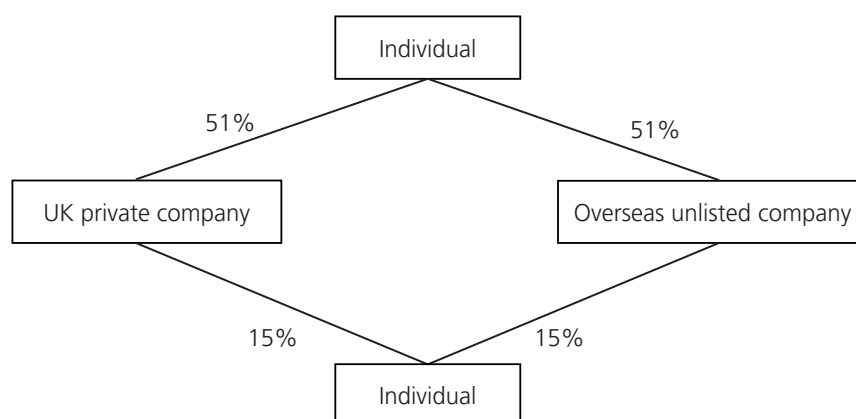 Individual
51%
51%
UK private company
Overseas unlisted company
15%
15%
Individual